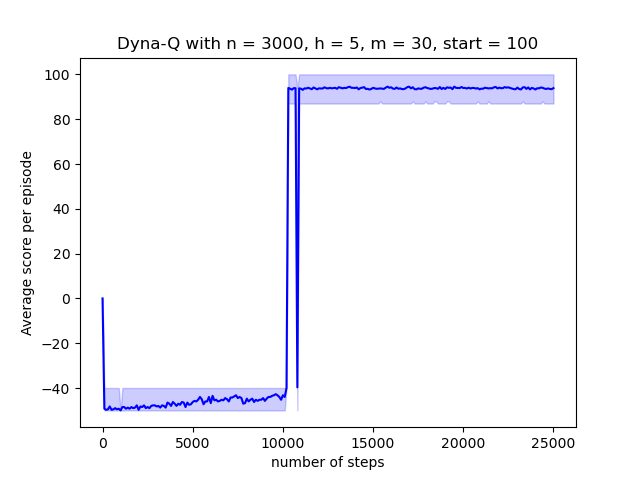 Dyna-Q with n = 3000, h = 5, m = 30, start = 100
Average score per episode
100
80
60
40
20
0
−20
−40
0 5000 10000 15000 20000 25000
number of steps